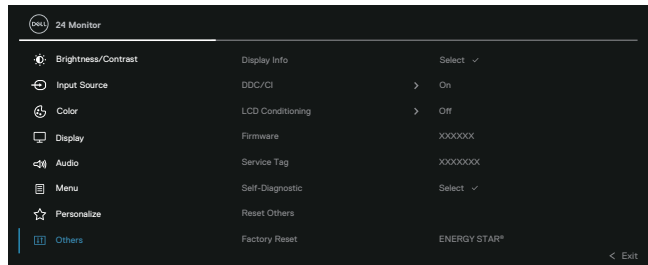 DELL 24 Monitor
Brightness/Contrast Display Info Select ✓
Input Source DDC/CI > On
Color LCD Conditioning > Off
Display Firmware XXXXXX
Audio Service Tag XXXXXXX
Menu Self-Diagnostic Select ✓
Personalize Reset Others
Others Factory Reset ENERGY STAR®
< Exit